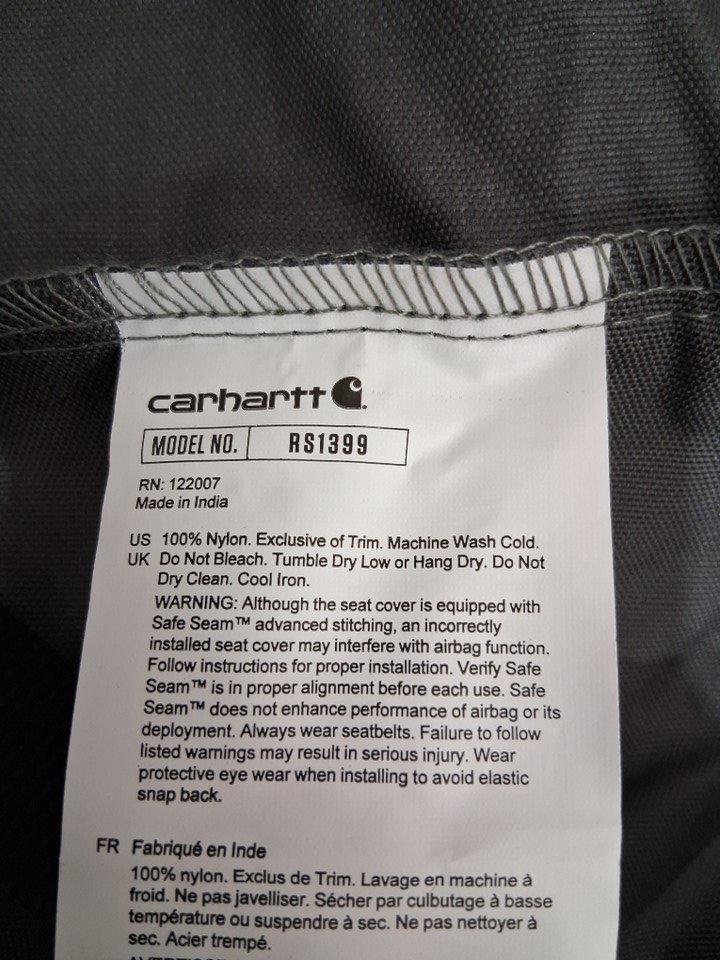 carhartt
MODEL NO. RS1399
RN: 122007
Made in India
US 100% Nylon. Exclusive of Trim. Machine Wash Cold.
UK Do Not Bleach. Tumble Dry Low or Hang Dry. Do Not
Dry Clean. Cool Iron.
WARNING: Although the seat cover is equipped with
Safe Seam™ advanced stitching, an incorrectly
installed seat cover may interfere with airbag function.
Follow instructions for proper installation. Verify Safe
Seam™ is in proper alignment before each use. Safe
Seam™ does not enhance performance of airbag or its
deployment. Always wear seatbelts. Failure to follow
listed warnings may result in serious injury. Wear
protective eye wear when installing to avoid elastic
snap back.
FR Fabriqué en Inde
100% nylon. Exclus de Trim. Lavage en machine à
froid. Ne pas javelliser. Sécher par culbutage à basse
température ou suspendre à sec. Ne pas nettoyer à
sec. Acier trempé.